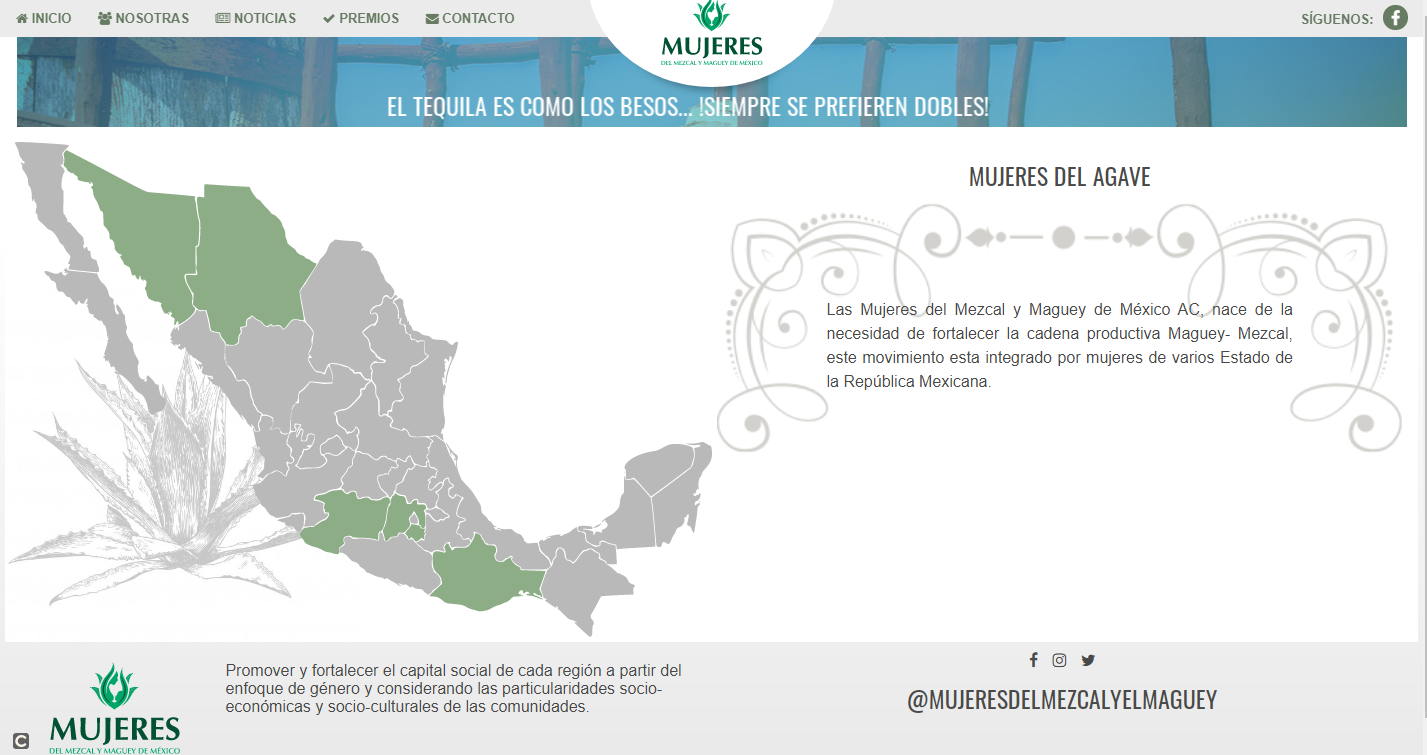 INICIO NOSOTRAS NOTICIAS PREMIOS CONTACTO
SÍGUENOS:
MUJERES
DEL MEZCAL Y MAGUEY DE MÉXICO
EL TEQUILA ES COMO LOS BESOS... !SIEMPRE SE PREFIEREN DOBLES!
MUJERES DEL AGAVE
Las Mujeres del Mezcal y Maguey de México AC, nace de la
necesidad de fortalecer la cadena productiva Maguey- Mezcal,
este movimiento esta integrado por mujeres de varios Estado de
la República Mexicana.
MUJERES
DEL MEZCAL Y MAGUEY DE MÉXICO
Promover y fortalecer el capital social de cada región a partir del
enfoque de género y considerando las particularidades socio-
económicas y socio-culturales de las comunidades.
@MUJERESDELMEZCALYELMAGUEY